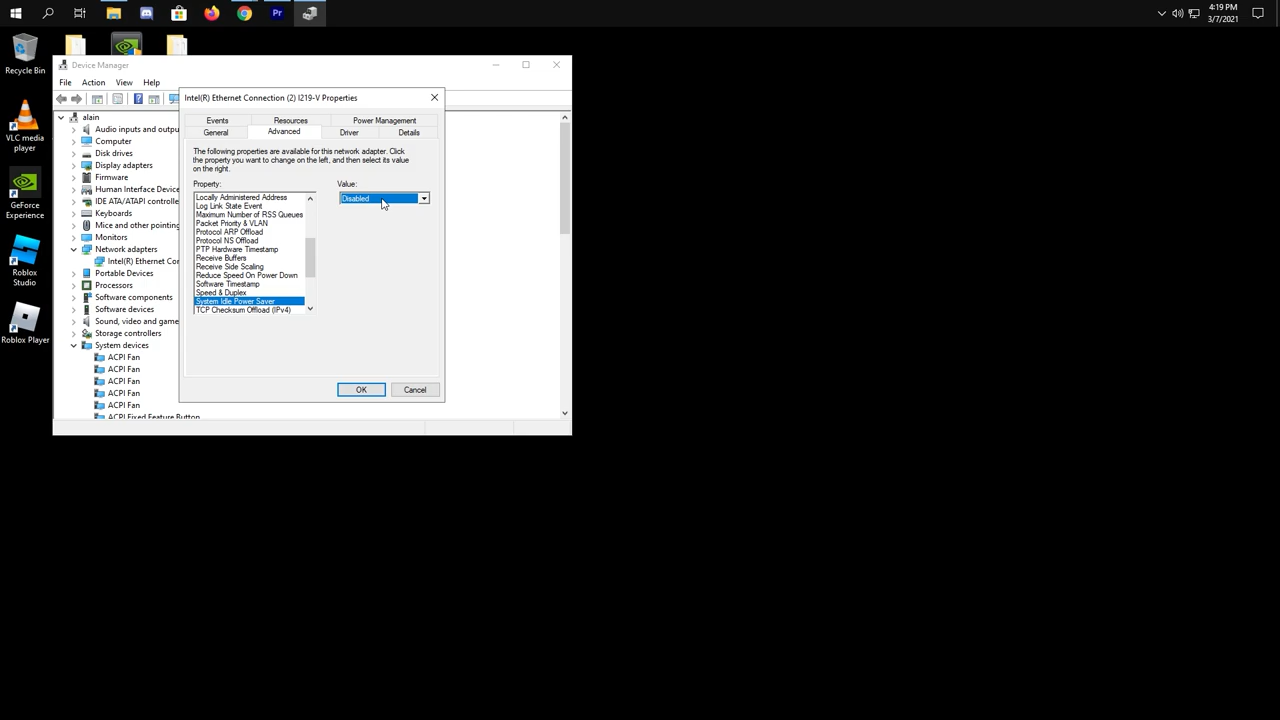 4:19 PM
3/7/2021
Pr
Recycle Bin
VLC media
player
GeForce
Experience
Roblox
Studio
Roblox Player
Device Manager
File Action View Help
alain
Audio inputs and outpu
Computer
Disk drives
Display adapters
Firmware
Human Interface Device
IDE ATA/ATAPI controlle
Keyboards
Mice and other pointing
Monitors
Network adapters
Intel(R) Ethernet Cor
Portable Devices
Processors
Software components
Software devices
Sound, video and game
Storage controllers
System devices
ACPI Fan
ACPI Fan
ACPI Fan
ACPI Fan
ACPI Fan
ACPI Fixed Feature Button
Intel(R) Ethernet Connection (2) I219-V Properties
Events Resources Power Management
General Advanced Driver Details
The following properties are available for this network adapter. Click
the property you want to change on the left, and then select its value
on the right.
Property:
Locally Administered Address
Log Link State Event
Maximum Number of RSS Queues
Packet Priority & VLAN
Protocol ARP Offload
Protocol NS Offload
PTP Hardware Timestamp
Receive Buffers
Receive Side Scaling
Reduce Speed On Power Down
Software Timestamp
Speed & Duplex
System Idle Power Saver
TCP Checksum Offload (IPv4)
Value:
Disabled
OK Cancel